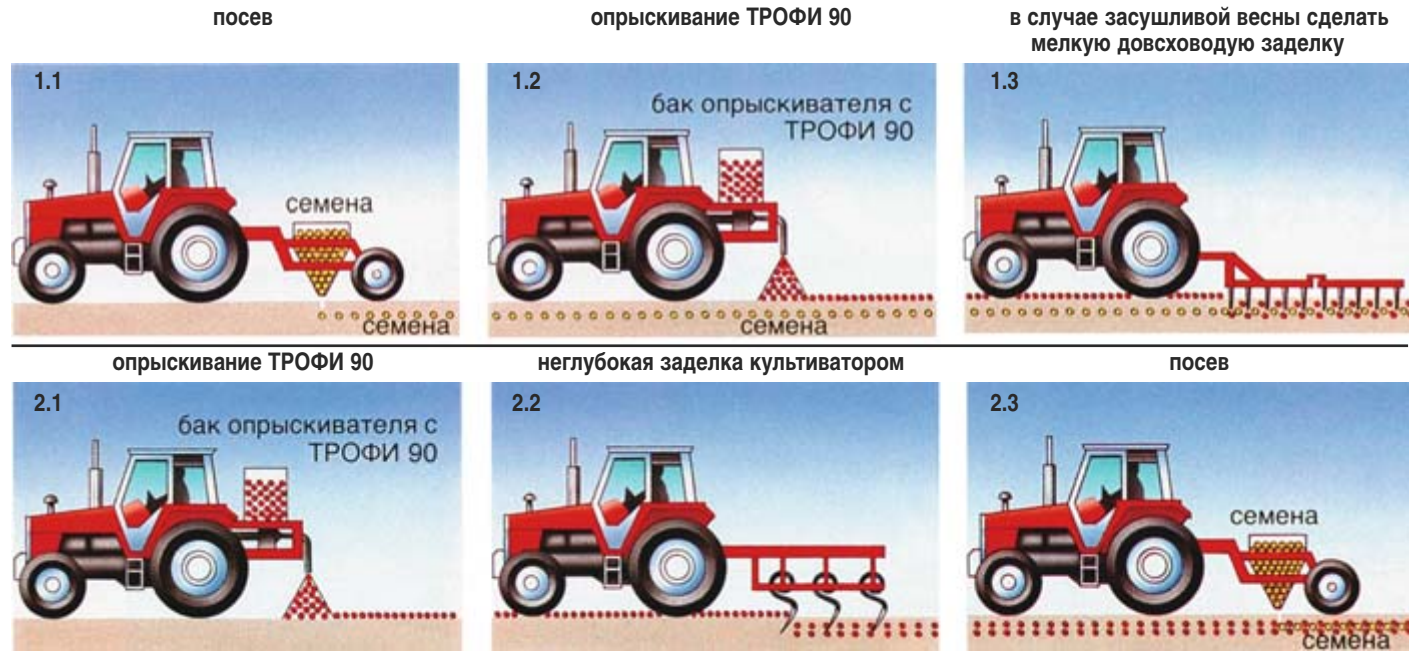 посев
опрыскивание ТРОФИ 90
в случае засушливой весны сделать
мелкую довсходовую заделку
1.1
семена
семена
1.2
бак опрыскивателя с
ТРОФИ 90
семена
1.3
опрыскивание ТРОФИ 90
неглубокая заделка культиватором
посев
2.1
бак опрыскивателя с
ТРОФИ 90
2.2
2.3
семена
семена